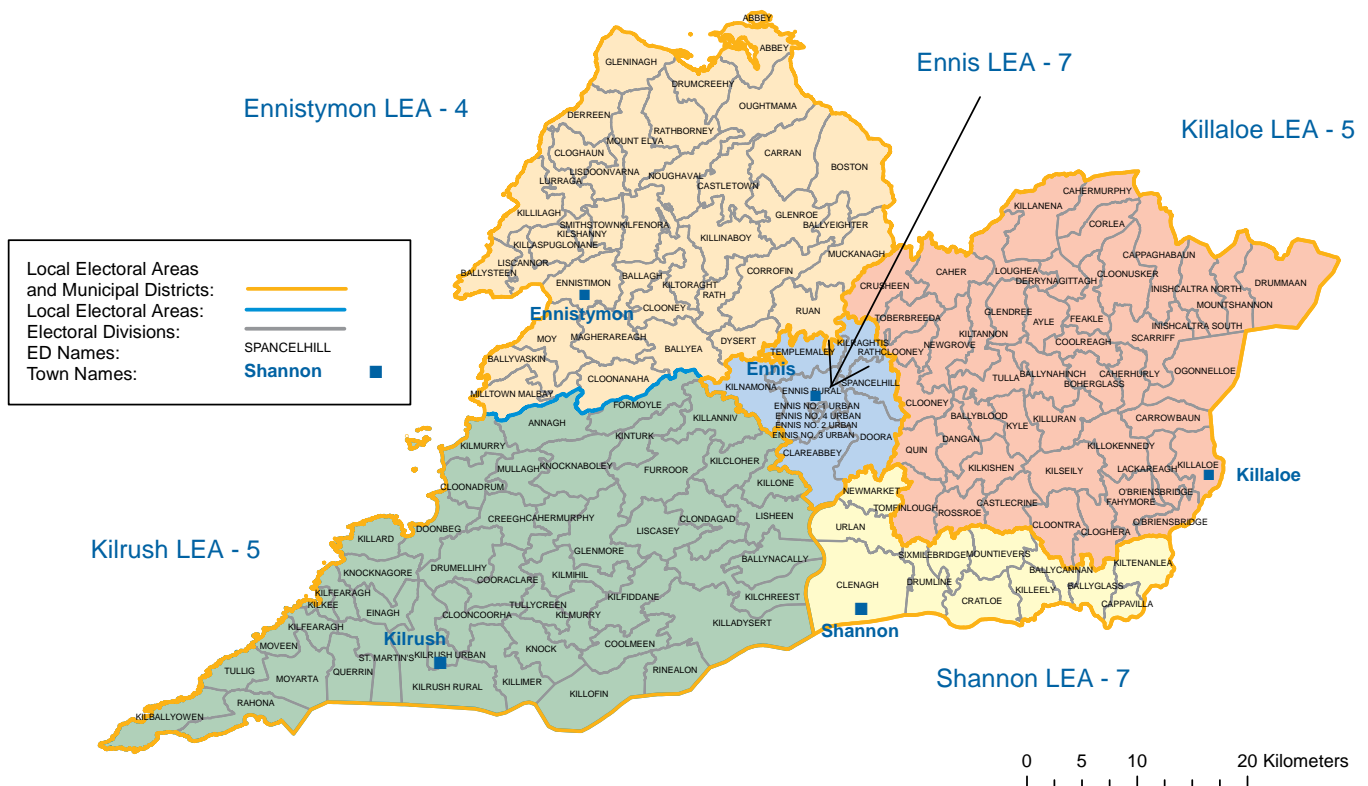 ABBEY
ABBEY
GLENINAGH
Ennis LEA - 7
DRUMCREEHY
Ennistymon LEA - 4
OUGHTMAMA
DERREEN
RATHBORNEY
Killaloe LEA - 5
MOUNT ELVA
CLOGHAUN
CARRAN
BOSTON
LISDOONVARNA
NOUGHAVAL
LURRAGA
CASTLETOWN
CAHERMURPHY
KILLANENA
KILLILAGH
GLENROE
CORLEA
SMITHSTOWN
KILFENORA
BALLYEIGHTER
KILSHANNY
KILLINABOY
KILLASPUGLONANE
MUCKANAGH
CAPPAGHABAUN
LISCANNOR
BALLYSTEEN
BALLAGH
COROFIN
CAHER
LOUGHEA
CLOONUSKER
DERRYNAGITTAGH
DRUMMAAN
ENNISTIMON
KILTORAGHT
CRUSHEEN
INISHCALTRA NORTH
RATH
MOUNTSHANNON
Ennistymon
CLOONEY
RUAN
TOBERBREEDA
GLENDREE
AYLE
FEAKLE
INISHCALTRA SOUTH
MOY
MAGHERAREAGH
DYSERT
KILRAGHTIS
KILTANNON
COOLREAGH
SCARRIFF
BALLYEA
TEMPLEMALEY
RATHCLOONEY
NEWGROVE
BALLYVASKIN
CLOONANAHA
Ennis
TULLA
BALLYNAHINCH
CAHERHURLY
OGONNELLOE
KILNAMONA
SPANCELHILL
BOHERGLASS
MILLTOWN MALBAY
ENNIS RURAL
FORMOYLE
ENNIS NO. 1 URBAN
CLOONEY
ENNIS NO. 4 URBAN
ANNAGH
KILLANNIV
ENNIS NO. 2 URBAN
BALLYBLOOD
KYLE
KILLURAN
CARROWBAUN
ENNIS NO. 3 URBAN
DOORA
DANGAN
KILMURRY
KINTURK
QUIN
KILLOKENNEDY
CLAREABBEY
KILCLOHER
MULLAGH
KNOCKNABOLEY
FURROOR
KILKISHEN
KILSEILY
LACKAREAGH
KILLALOE
Killaloe
KILLONE
CLOONADRUM
NEWMARKET
O'BRIENSBRIDGE
FAHYMORE
CASTLECRINE
TOMFINLOUGH
ROSSROE
CREEGH
CAHERMURPHY
CLONDAGAD
LISHEEN
URLAN
CLOONTRA
O'BRIENSBRIDGE
DOONBEG
LISCASEY
CLOGHERA
KILLARD
Kilrush LEA - 5
GLENMORE
SIXMILEBRIDGE
MOUNTIEVERS
BALLYNACALLY
KILTENANLEA
DRUMELLIHY
KNOCKNAGORE
KILMIHIL
BALLYCANNAN
COORACLARE
CLENAGH
DRUMLINE
BALLYGLASS
KILFEARAGH
KILFIDDANE
KILCHREEST
KILLEELY
KILKEE
TULLYCREEN
CRATLOE
CAPPAVILLA
EINAGH
CLOONCOORHA
KILMURRY
KILLADYSERT
KILFEARAGH
Kilrush
Shannon
MOVEEN
COOLMEEN
KNOCK
ST. MARTIN'S
KILRUSH URBAN
TULLIG
MOYARTA
QUERRIN
RINEALON
Shannon LEA - 7
KILRUSH RURAL
KILLIMER
KILLOFIN
RAHONA
KILBALLYOWEN
Local Electoral Areas
and Municipal Districts:
Local Electoral Areas:
Electoral Divisions:
ED Names: SPANCELHILL
Town Names: Shannon
0 5 10 20 Kilometers